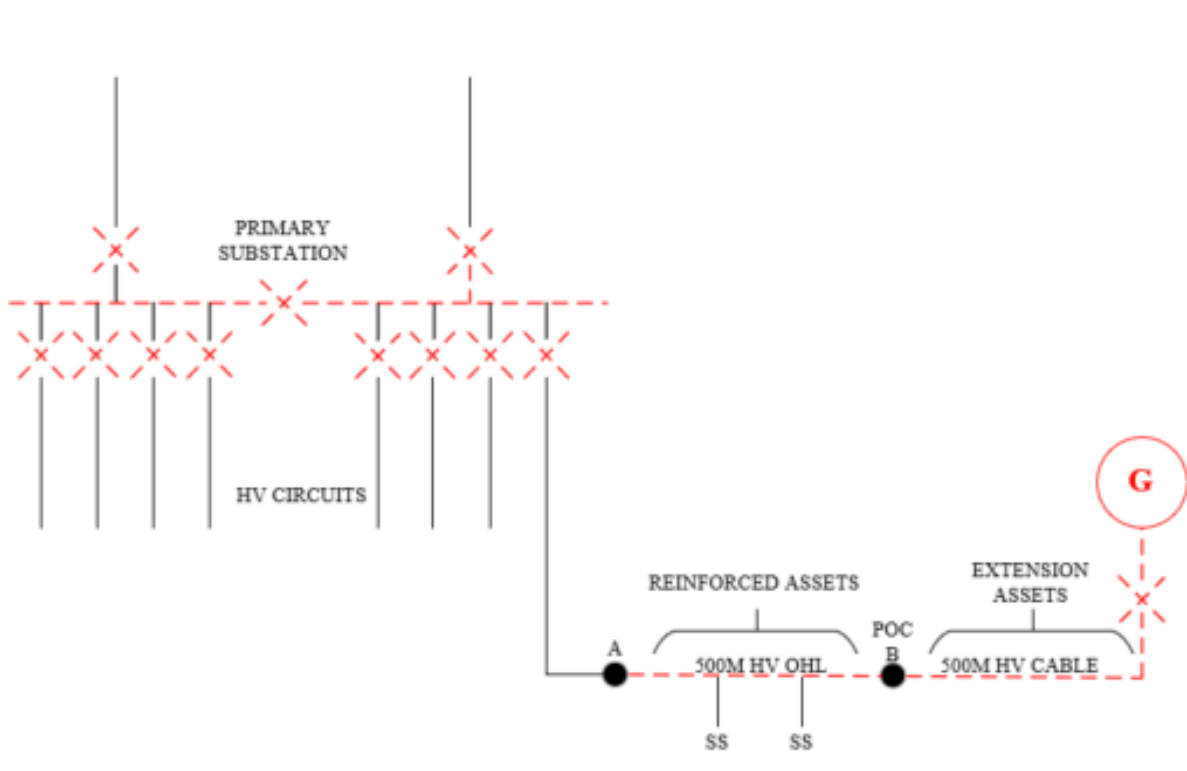 PRIMARY
SUBSTATION
HV CIRCUITS
G
REINFORCED ASSETS
EXTENSION
ASSETS
A
POC
B
500M HV OHL
500M HV CABLE
SS
SS